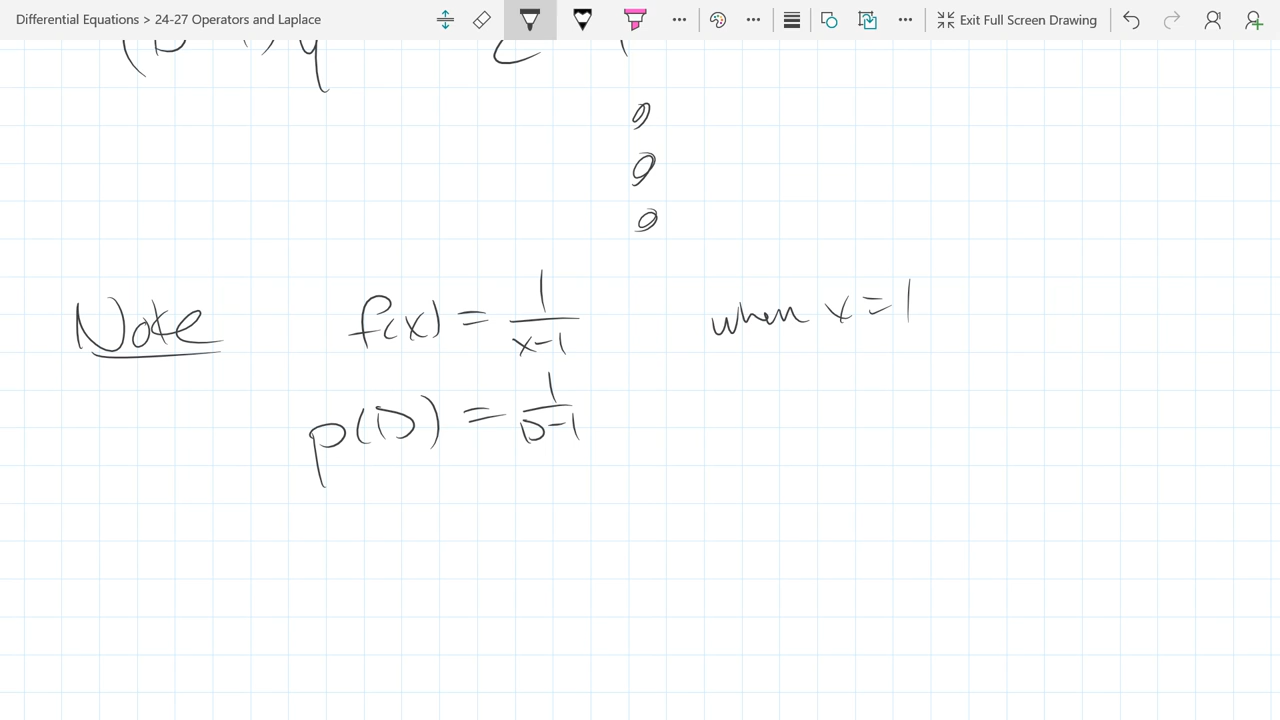 Differential Equations > 24-27 Operators and Laplace
Exit Full Screen Drawing
Note f(x) = 1/(x-1) when x = 1
p(D) = 1/(D-1)